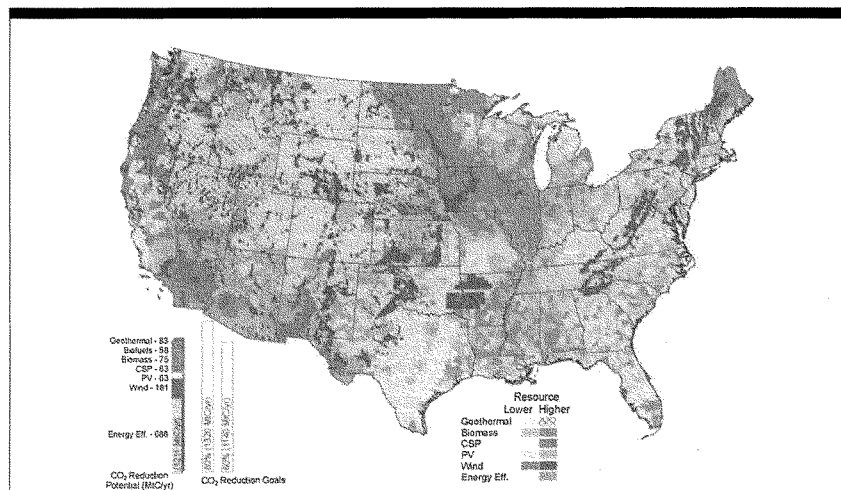 Geothermal - 83
Biofuels - 58
Biomass - 75
CSP - 63
PV - 63
Wind - 181
Energy Eff. - 688
CO2 Reduction
Potential (MtC/yr)
CO2 Reduction Goals
Resource
Lower Higher
Geothermal
Biomass
CSP
PV
Wind
Energy Eff.